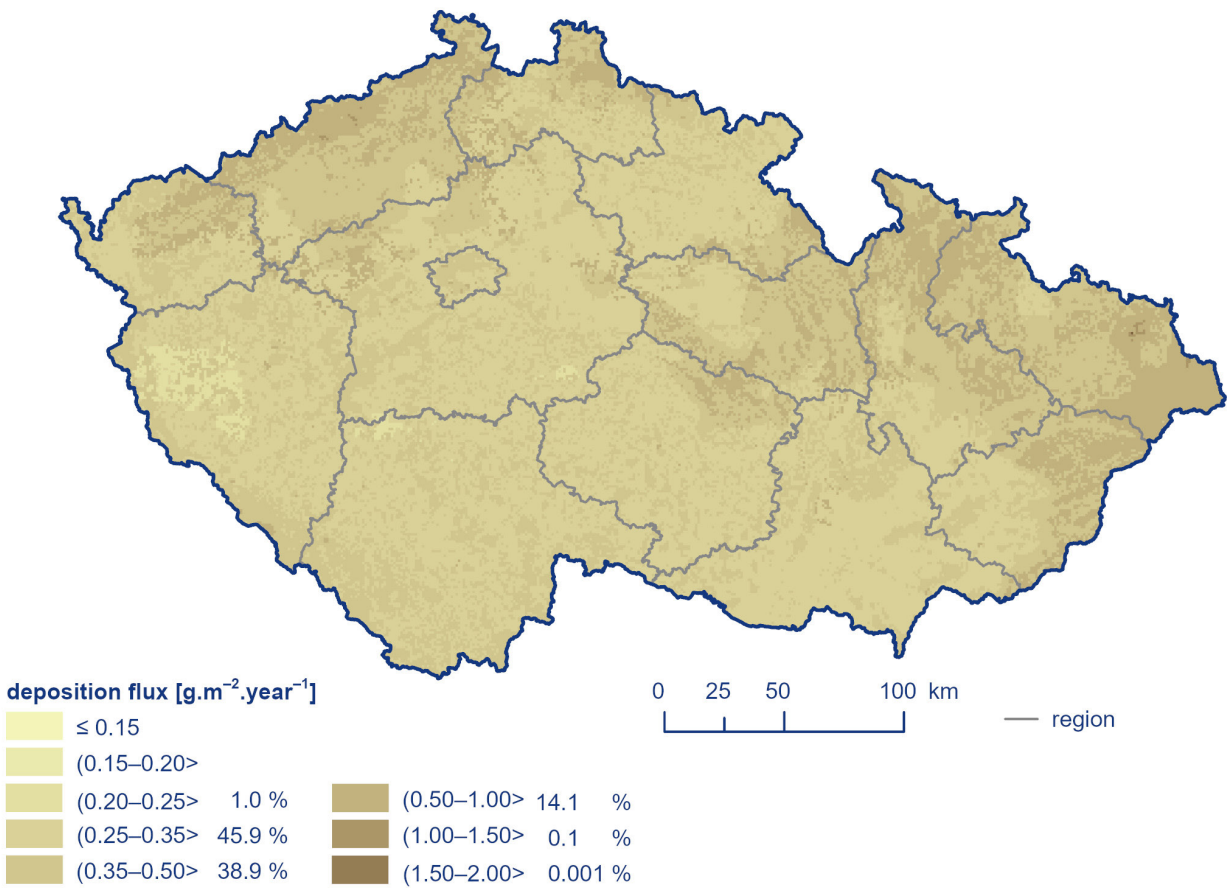 deposition flux [g.m⁻².year⁻¹]
≤ 0.15
(0.15–0.20>
(0.20–0.25> 1.0 %
(0.25–0.35> 45.9 %
(0.35–0.50> 38.9 %
(0.50–1.00> 14.1 %
(1.00–1.50> 0.1 %
(1.50–2.00> 0.001 %
0 25 50 100 km
region